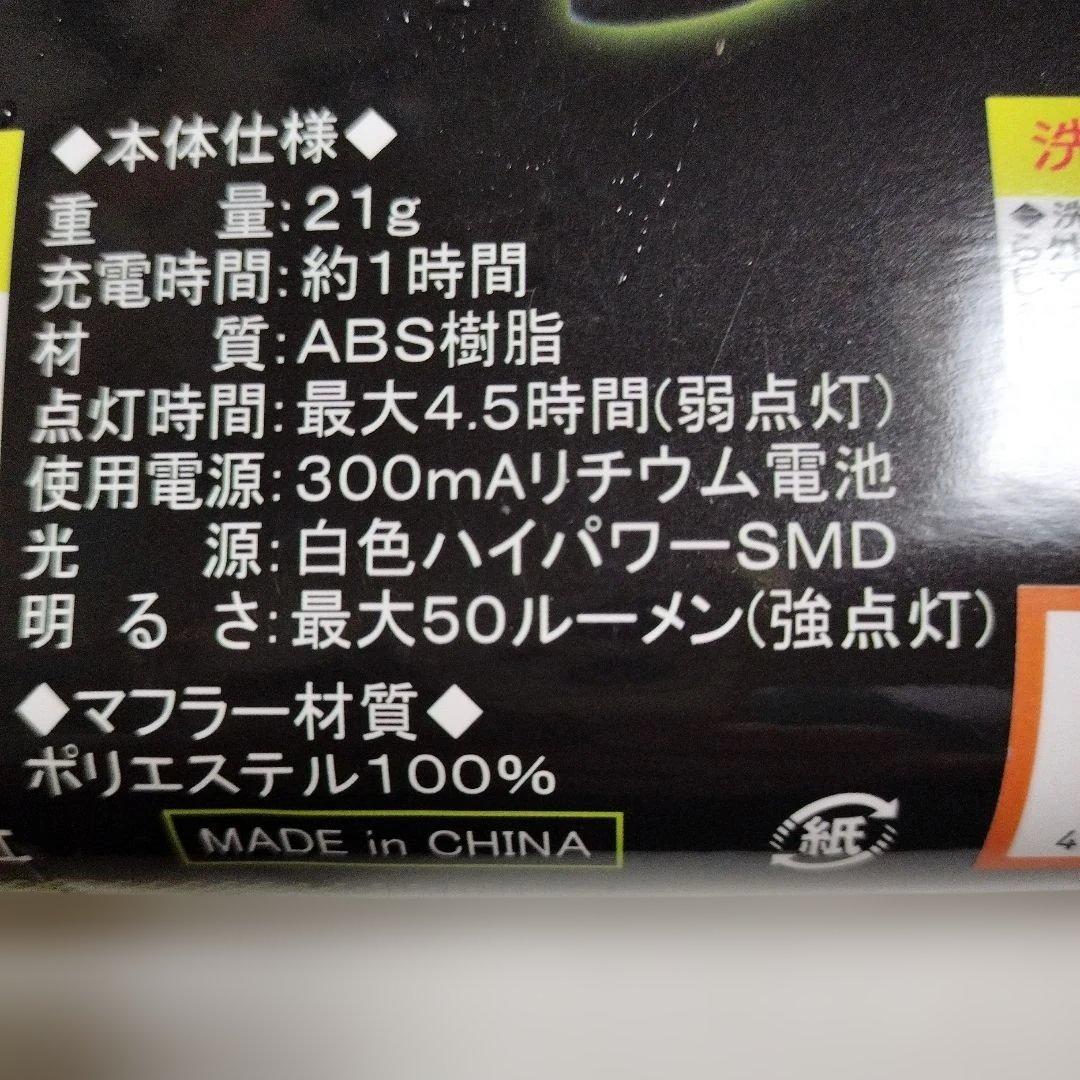 ◆本体仕様◆
重量:21g
充電時間:約1時間
材質:ABS樹脂
点灯時間:最大4.5時間(弱点灯)
使用電源:300mAリチウム電池
光源:白色ハイパワーSMD
明るさ:最大50ルーメン(強点灯)
◆マフラー材質◆
ポリエステル100%
MADE in CHINA
紙
洗
◆洗
4